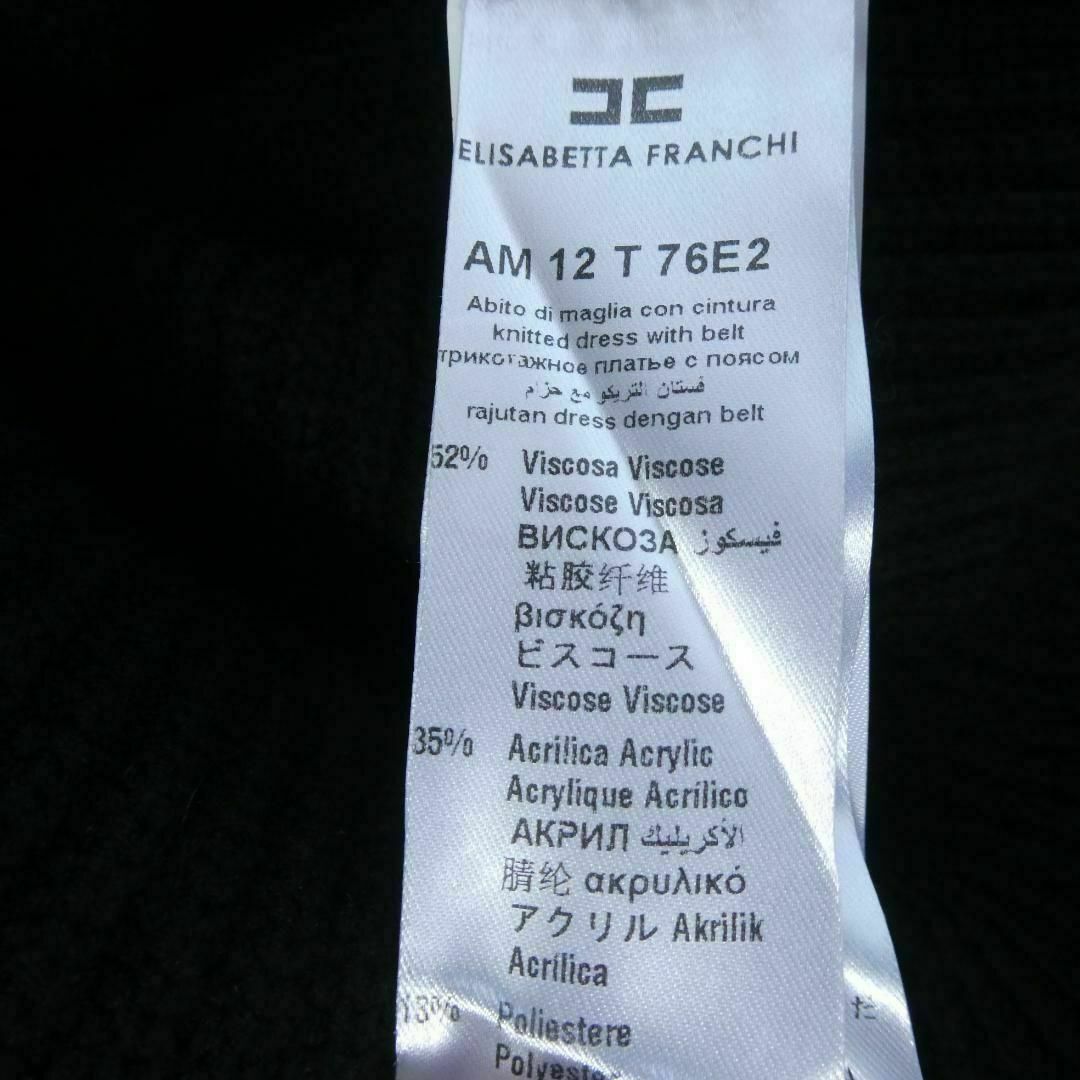 ELISABETTA FRANCHI
AM 12 T 76E2
Abito di maglia con cintura
knitted dress with belt
трикотажное платье с поясом
فستان التريكو مع حزام
rajutan dress dengan belt
52% Viscosa Viscose
Viscose Viscosa
ВИСКОЗА فيسكوز
粘胶纤维
βισκόζη
ビスコース
Viscose Viscose
35% Acrilica Acrylic
Acrylique Acrílico
АКРИЛ الأكريليك
腈纶 ακρυλικό
アクリル Akrilik
Acrílica
13% Poliestere